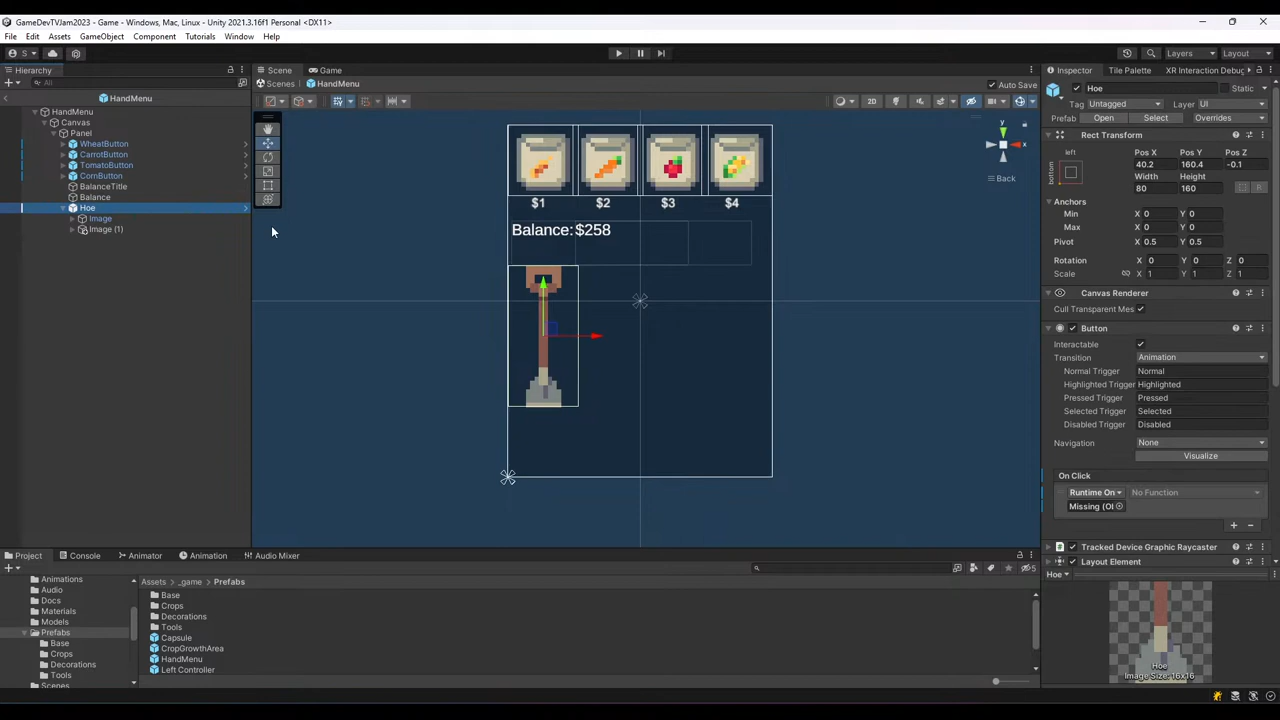 GameDevTVJam2023 - Game - Windows, Mac, Linux - Unity 2021.3.16f1 Personal <DX11>
File Edit Assets GameObject Component Tutorials Window Help
S Layers Layout
Hierarchy
All
HandMenu
HandMenu
Canvas
Panel
WheatButton
CarrotButton
TomatoButton
CornButton
BalanceTitle
Balance
Hoe
Image
Image (1)
Scene Game
Scenes HandMenu Auto Save
2D
y
x
Back
$1 $2 $3 $4
Balance: $258
Inspector Tile Palette XR Interaction Debug
Hoe Static
Tag Untagged Layer UI
Prefab Open Select Overrides
Rect Transform
left Pos X Pos Y Pos Z
bottom 40.2 160.4 -0.1
Width Height
80 160 R
Anchors
Min X 0 Y 0
Max X 0 Y 0
Pivot X 0.5 Y 0.5
Rotation X 0 Y 0 Z 0
Scale X 1 Y 1 Z 1
Canvas Renderer
Cull Transparent Mes
Button
Interactable
Transition Animation
Normal Trigger Normal
Highlighted Trigger Highlighted
Pressed Trigger Pressed
Selected Trigger Selected
Disabled Trigger Disabled
Navigation None
Visualize
On Click
Runtime On No Function
Missing (Ol
Tracked Device Graphic Raycaster
Layout Element
Hoe
Hoe
Image Size: 16x16
Project Console Animator Animation Audio Mixer
5
Animations
Audio
Docs
Materials
Models
Prefabs
Base
Crops
Decorations
Tools
Scenes
Assets _game Prefabs
Base
Crops
Decorations
Tools
Capsule
CropGrowthArea
HandMenu
Left Controller